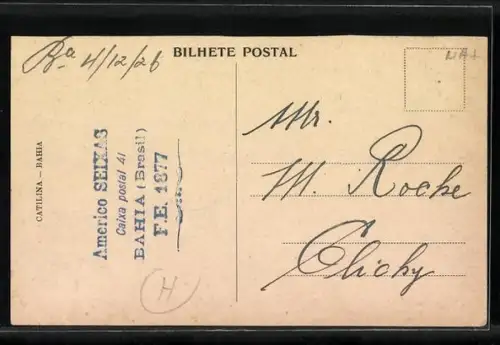 Bª 4/12/26
BILHETE POSTAL
CATILINA — BAHIA
Americo SEIXAS
Caixa postal 41
BAHIA (Brasil)
F.E. 1877
H
Mr.
M. Roche
Clichy